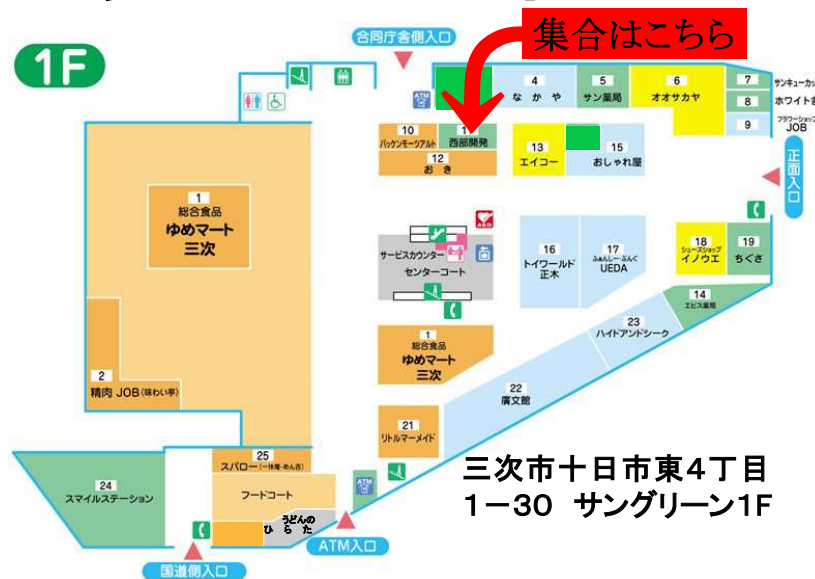 合同庁舎側入口
集合はこちら
1F
ATM
4
なかや
5
サン薬局
6
オオサカヤ
7
サンキューカッ
8
ホワイト
9
フラワーショップ
JOB
10
バッケンモーツアルト
1
西部開発
12
おき
13
エイコー
15
おしゃれ屋
正面入口
1
総合食品
ゆめマート
三次
AED
サービスカウンター
センターコート
16
トイワールド
正木
17
ふぁんしー・ぶんぐ
UEDA
18
シューズショップ
イノウエ
19
ちぐさ
14
エビス薬局
23
ハイドアンドシーク
1
総合食品
ゆめマート
三次
2
精肉 JOB(味わい亭)
22
廣文館
21
リトルマーメイド
25
スパロー(一休庵・めん吉)
24
スマイルステーション
フードコート
ATM
うどんの
ひらた
ATM入口
国道側入口
三次市十日市東4丁目
1-30 サングリーン1F